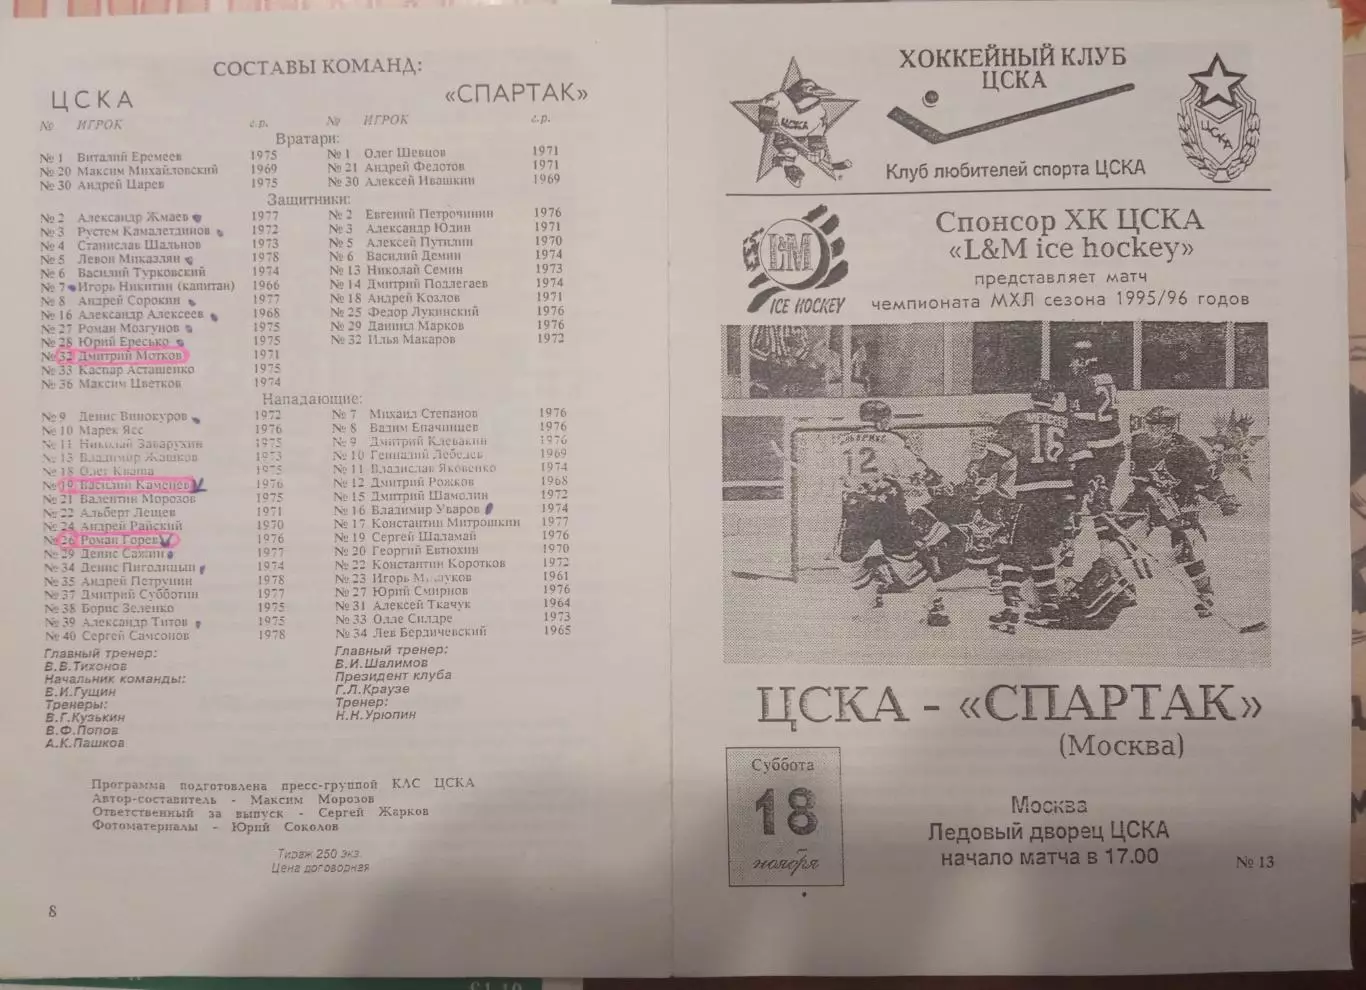 СОСТАВЫ КОМАНД:
ЦСКА «СПАРТАК»
№ ИГРОК г.р. № ИГРОК г.р.
Вратари:
№ 1 Виталий Еремеев 1975 № 1 Олег Шевцов 1971
№ 20 Максим Михайловский 1969 № 21 Андрей Федотов 1971
№ 30 Андрей Царев 1975 № 30 Алексей Ивашкин 1969
Защитники:
№ 2 Александр Жмаев 1977 № 2 Евгений Петрочинин 1976
№ 3 Рустем Камалетдинов 1972 № 3 Александр Юдин 1971
№ 4 Станислав Шальнов 1973 № 5 Алексей Путилин 1970
№ 5 Левон Миказлян 1978 № 6 Василий Демин 1974
№ 6 Василий Турковский 1974 № 13 Николай Семин 1973
№ 7 Игорь Никитин (капитан) 1966 № 14 Дмитрий Подлегаев 1974
№ 8 Андрей Сорокин 1977 № 18 Андрей Козлов 1971
№ 16 Александр Алексеев 1968 № 25 Федор Лукинский 1976
№ 27 Роман Мозгунов 1975 № 29 Даниил Марков 1976
№ 28 Юрий Ересько 1975 № 32 Илья Макаров 1972
№ 32 Дмитрий Мотков 1971
№ 33 Каспар Асташенко 1975
№ 36 Максим Цветков 1974
Нападающие:
№ 9 Денис Винокуров 1972 № 7 Михаил Степанов 1976
№ 10 Марек Ясс 1976 № 8 Вадим Епачинцев 1976
№ 11 Николай Заварухин 1975 № 9 Дмитрий Клевакин 1976
№ 13 Владимир Жашков 1973 № 10 Геннадий Лебедев 1969
№ 18 Олег Кваша 1975 № 11 Владислав Яковенко 1974
№ 19 Василий Каменев 1976 № 12 Дмитрий Рожков 1968
№ 21 Валентин Морозов 1975 № 15 Дмитрий Шамолин 1972
№ 22 Альберт Лещев 1971 № 16 Владимир Уваров 1974
№ 24 Андрей Райский 1970 № 17 Константин Митрошкин 1977
№ 26 Роман Горев 1976 № 19 Сергей Шаламай 1976
№ 29 Денис Сажин 1977 № 20 Георгий Евтюхин 1970
№ 34 Денис Пиголицын 1974 № 22 Константин Коротков 1972
№ 35 Андрей Петрунин 1978 № 23 Игорь 1961
№ 37 Дмитрий Субботин 1977 № 27 Юрий Смирнов 1976
№ 38 Борис Зеленко 1975 № 31 Алексей Ткачук 1964
№ 39 Александр Титов 1975 № 33 Олле Силдре 1973
№ 40 Сергей Самсонов 1978 № 34 Лев Бердичевский 1965
Главный тренер: Главный тренер:
В.В.Тихонов В.И.Шалимов
Начальник команды: Президент клуба
В.И.Гущин Г.Л.Краузе
Тренеры: Тренер:
В.Г.Кузькин Н.Н.Урюпин
В.Ф.Попов
А.К.Пашков
Программа подготовлена пресс-группой КЛС ЦСКА
Автор-составитель - Максим Морозов
Ответственный за выпуск - Сергей Жарков
Фотоматериалы - Юрий Соколов
Тираж 250 экз.
Цена договорная
8
ХОККЕЙНЫЙ КЛУБ
ЦСКА
ЦСКА
ЦСКА
Клуб любителей спорта ЦСКА
L&M
ICE HOCKEY
Спонсор ХК ЦСКА
«L&M ice hockey»
представляет матч
чемпионата МХЛ сезона 1995/96 годов
12
16
ЦСКА - «СПАРТАК»
(Москва)
Суббота
18
ноября
Москва
Ледовый дворец ЦСКА
начало матча в 17.00
№ 13